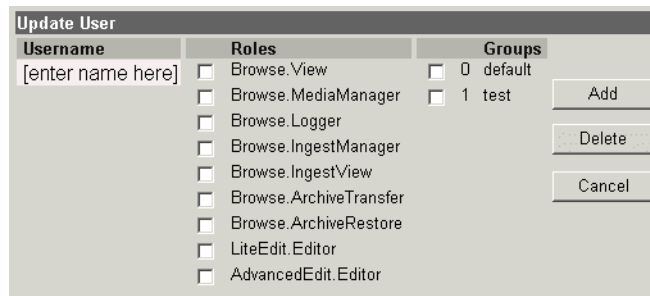 Update User
Username Roles Groups
[enter name here] Browse.View 0 default
Browse.MediaManager 1 test Add
Browse.Logger
Browse.IngestManager Delete
Browse.IngestView
Browse.ArchiveTransfer Cancel
Browse.ArchiveRestore
LiteEdit.Editor
AdvancedEdit.Editor